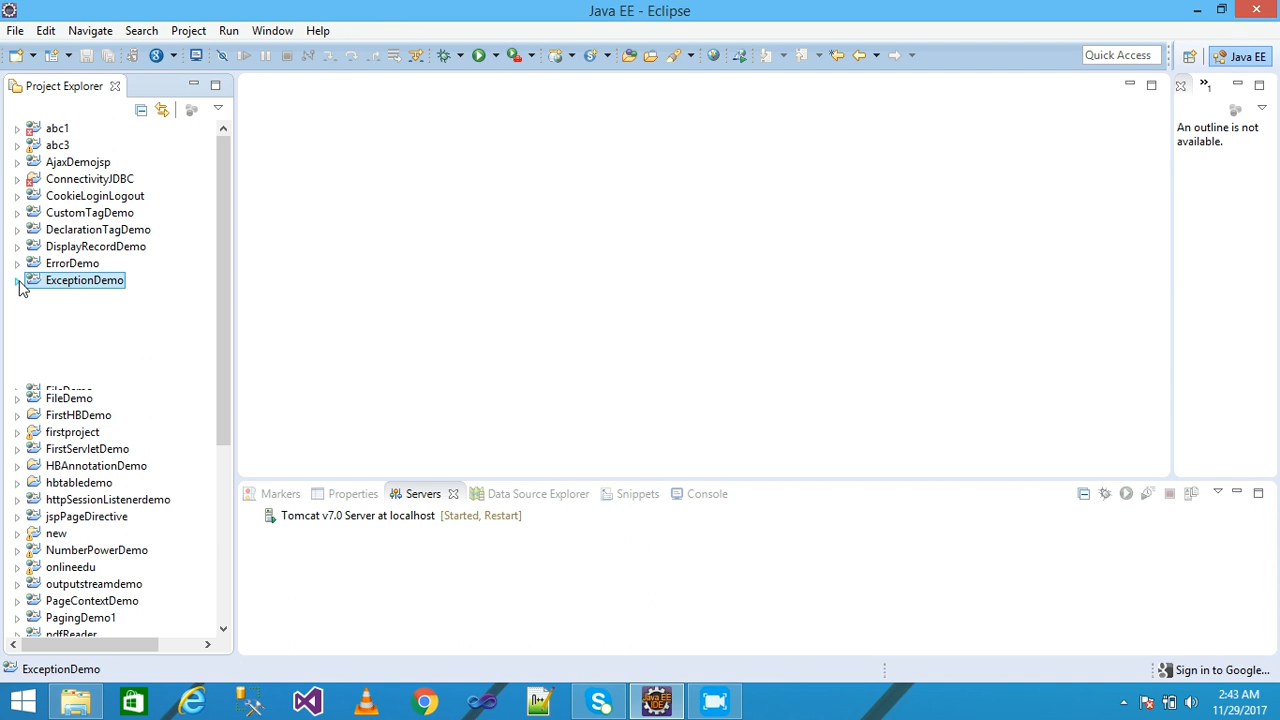 Java EE - Eclipse
File Edit Navigate Search Project Run Window Help
Quick Access
Java EE
Project Explorer
1
An outline is not available.
abc1
abc3
AjaxDemojsp
ConnectivityJDBC
CookieLoginLogout
CustomTagDemo
DeclarationTagDemo
DisplayRecordDemo
ErrorDemo
ExceptionDemo
FileDemo
FileDemo
FirstHBDemo
firstproject
FirstServletDemo
HBAnnotationDemo
hbtabledemo
httpSessionListenerdemo
jspPageDirective
new
NumberPowerDemo
onlineedu
outputstreamdemo
PageContextDemo
PagingDemo1
pdfReader
Markers Properties Servers Data Source Explorer Snippets Console
Tomcat v7.0 Server at localhost [Started, Restart]
ExceptionDemo
Sign in to Google...
2:43 AM
11/29/2017